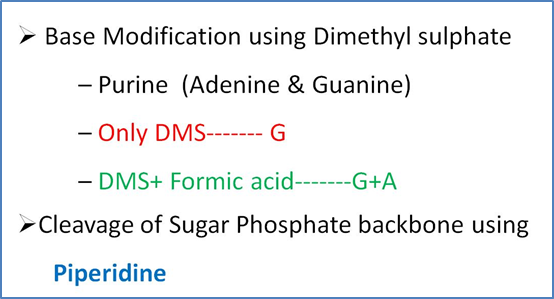 ➢ Base Modification using Dimethyl sulphate
– Purine (Adenine & Guanine)
– Only DMS------- G
– DMS+ Formic acid-------G+A
➢Cleavage of Sugar Phosphate backbone using
Piperidine